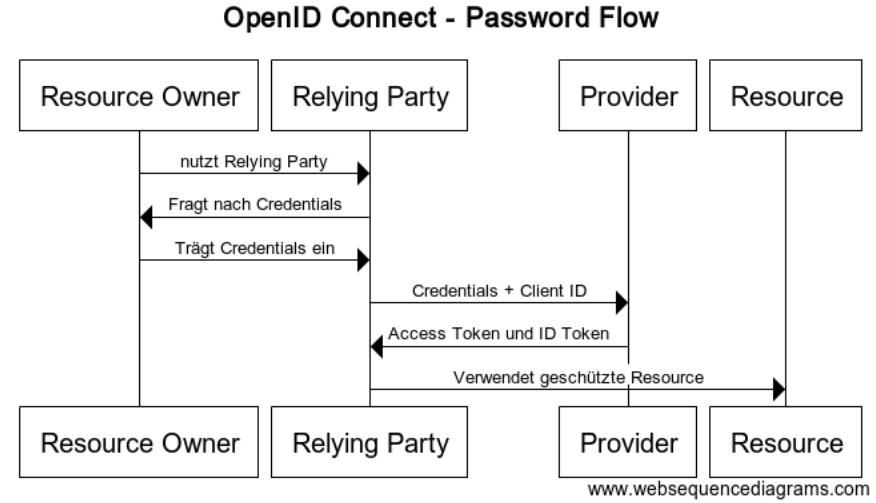 OpenID Connect - Password Flow
Resource Owner
Relying Party
Provider
Resource
nutzt Relying Party
Fragt nach Credentials
Trägt Credentials ein
Credentials + Client ID
Access Token und ID Token
Verwendet geschützte Resource
Resource Owner
Relying Party
Provider
Resource
www.websequencediagrams.com